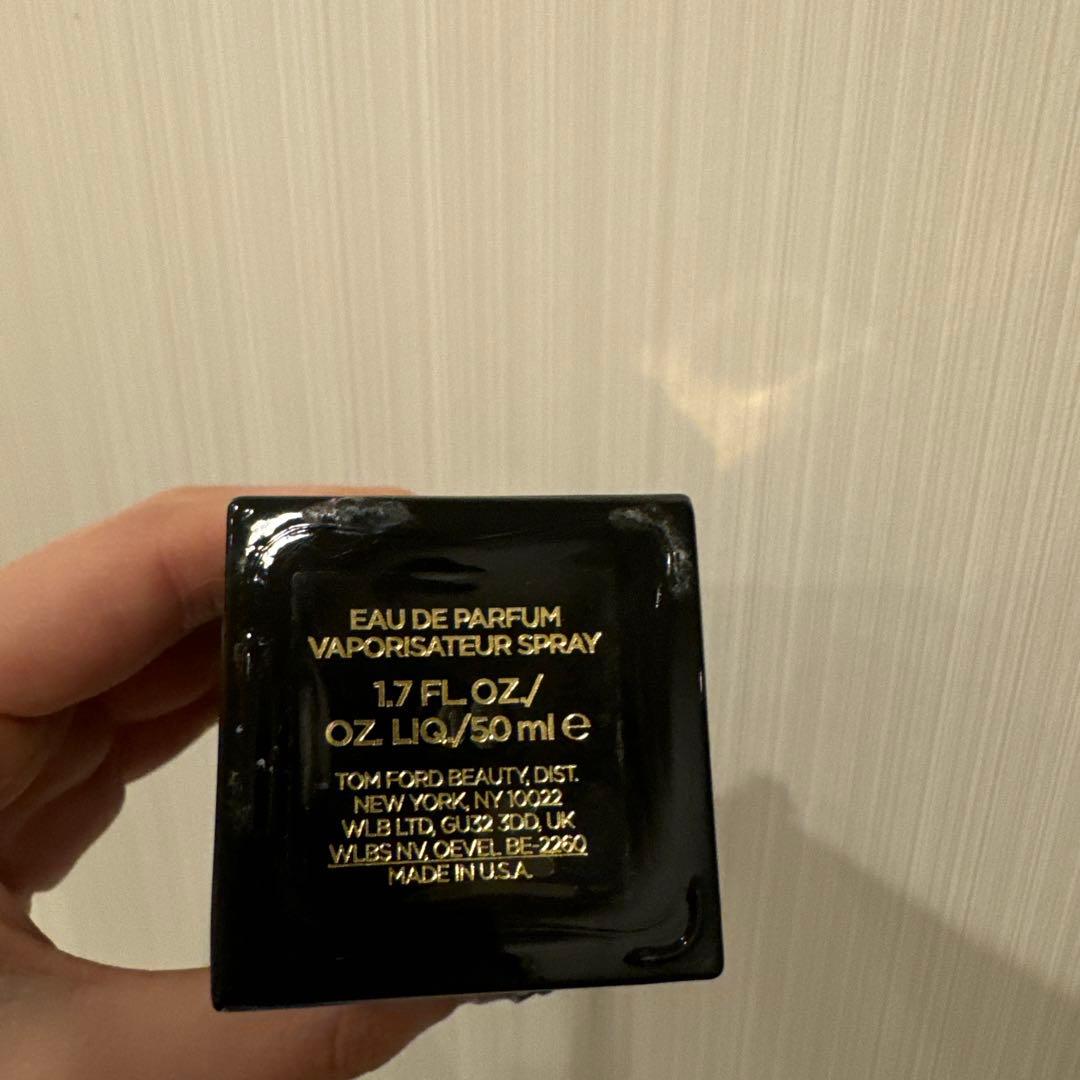 EAU DE PARFUM
VAPORISATEUR SPRAY
1.7 FL. OZ./
OZ. LIQ./50 ml ℮
TOM FORD BEAUTY, DIST.
NEW YORK, NY 10022
WLB LTD, GU32 3DD, UK
WLBS NV, OEVEL BE-2260
MADE IN U.S.A.